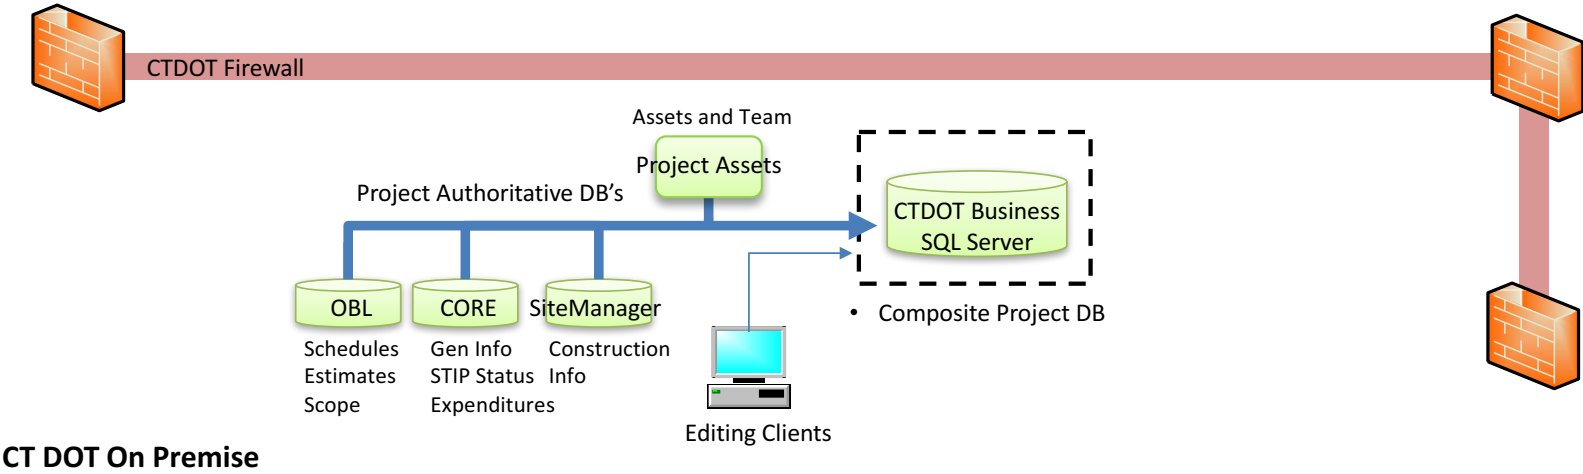 CTDOT Firewall
Assets and Team
Project Assets
Project Authoritative DB’s
CTDOT Business
SQL Server
OBL
CORE
SiteManager
• Composite Project DB
Schedules
Estimates
Scope
Gen Info
STIP Status
Expenditures
Construction
Info
Editing Clients
CT DOT On Premise